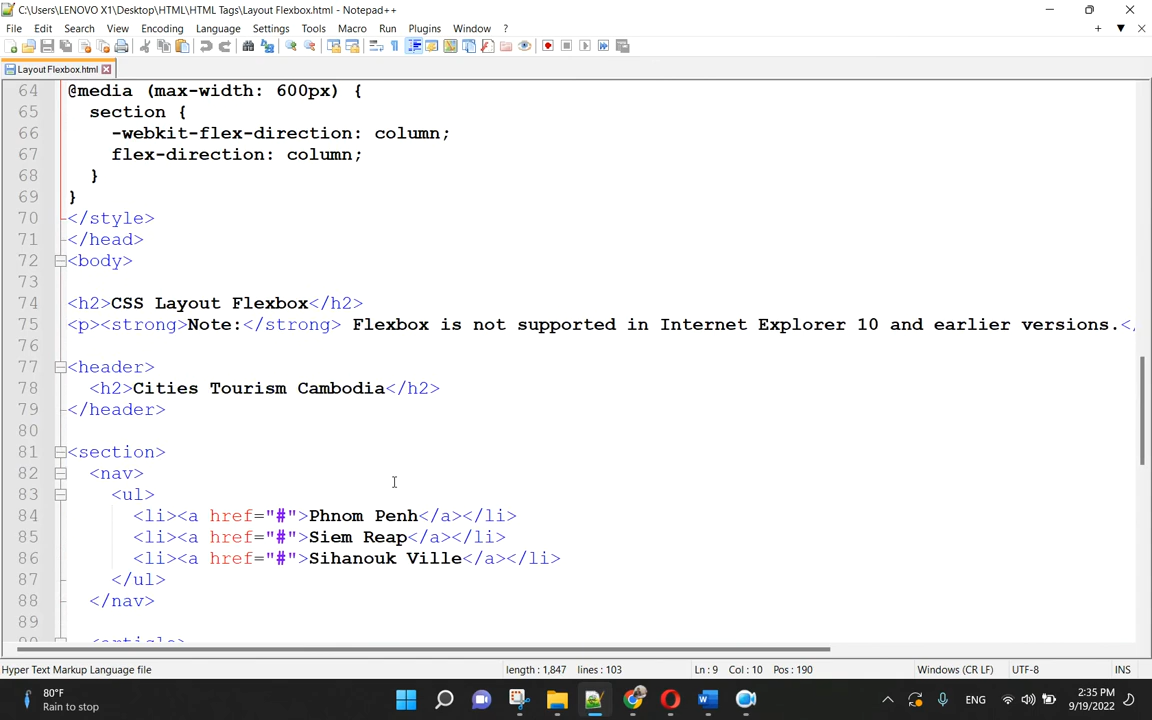 C:\Users\LENOVO X1\Desktop\HTML\HTML Tags\Layout Flexbox.html - Notepad++
File Edit Search View Encoding Language Settings Tools Macro Run Plugins Window ?
Layout Flexbox.html
64 @media (max-width: 600px) {
65 section {
66 -webkit-flex-direction: column;
67 flex-direction: column;
68 }
69 }
70 </style>
71 </head>
72 <body>
73
74 <h2>CSS Layout Flexbox</h2>
75 <p><strong>Note:</strong> Flexbox is not supported in Internet Explorer 10 and earlier versions.</
76
77 <header>
78 <h2>Cities Tourism Cambodia</h2>
79 </header>
80
81 <section>
82 <nav>
83 <ul>
84 <li><a href="#">Phnom Penh</a></li>
85 <li><a href="#">Siem Reap</a></li>
86 <li><a href="#">Sihanouk Ville</a></li>
87 </ul>
88 </nav>
89
90 <article>
Hyper Text Markup Language file length : 1,847 lines : 103 Ln : 9 Col : 10 Pos : 190 Windows (CR LF) UTF-8 INS
80°F
Rain to stop
ENG
2:35 PM
9/19/2022